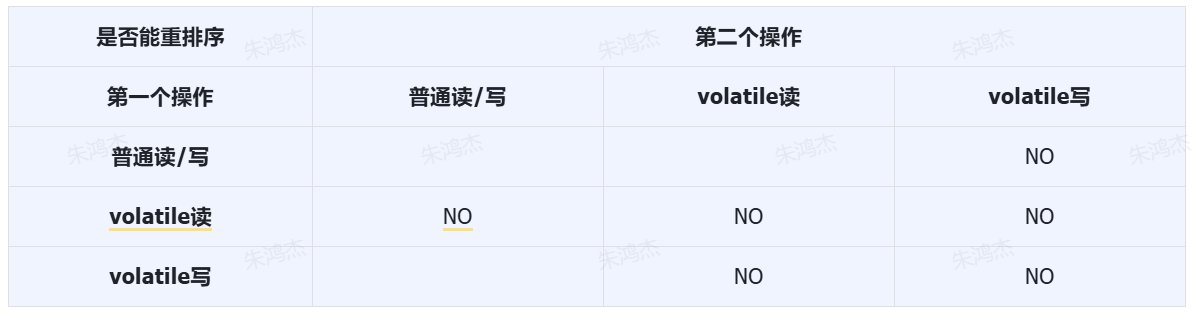 是否能重排序 第二个操作
第一个操作 普通读/写 volatile读 volatile写
普通读/写 NO
volatile读 NO NO NO
volatile写 NO NO
朱鸿杰 朱鸿杰 朱鸿杰
朱鸿杰 朱鸿杰 朱鸿杰 朱鸿杰
朱鸿杰 朱鸿杰 朱鸿杰